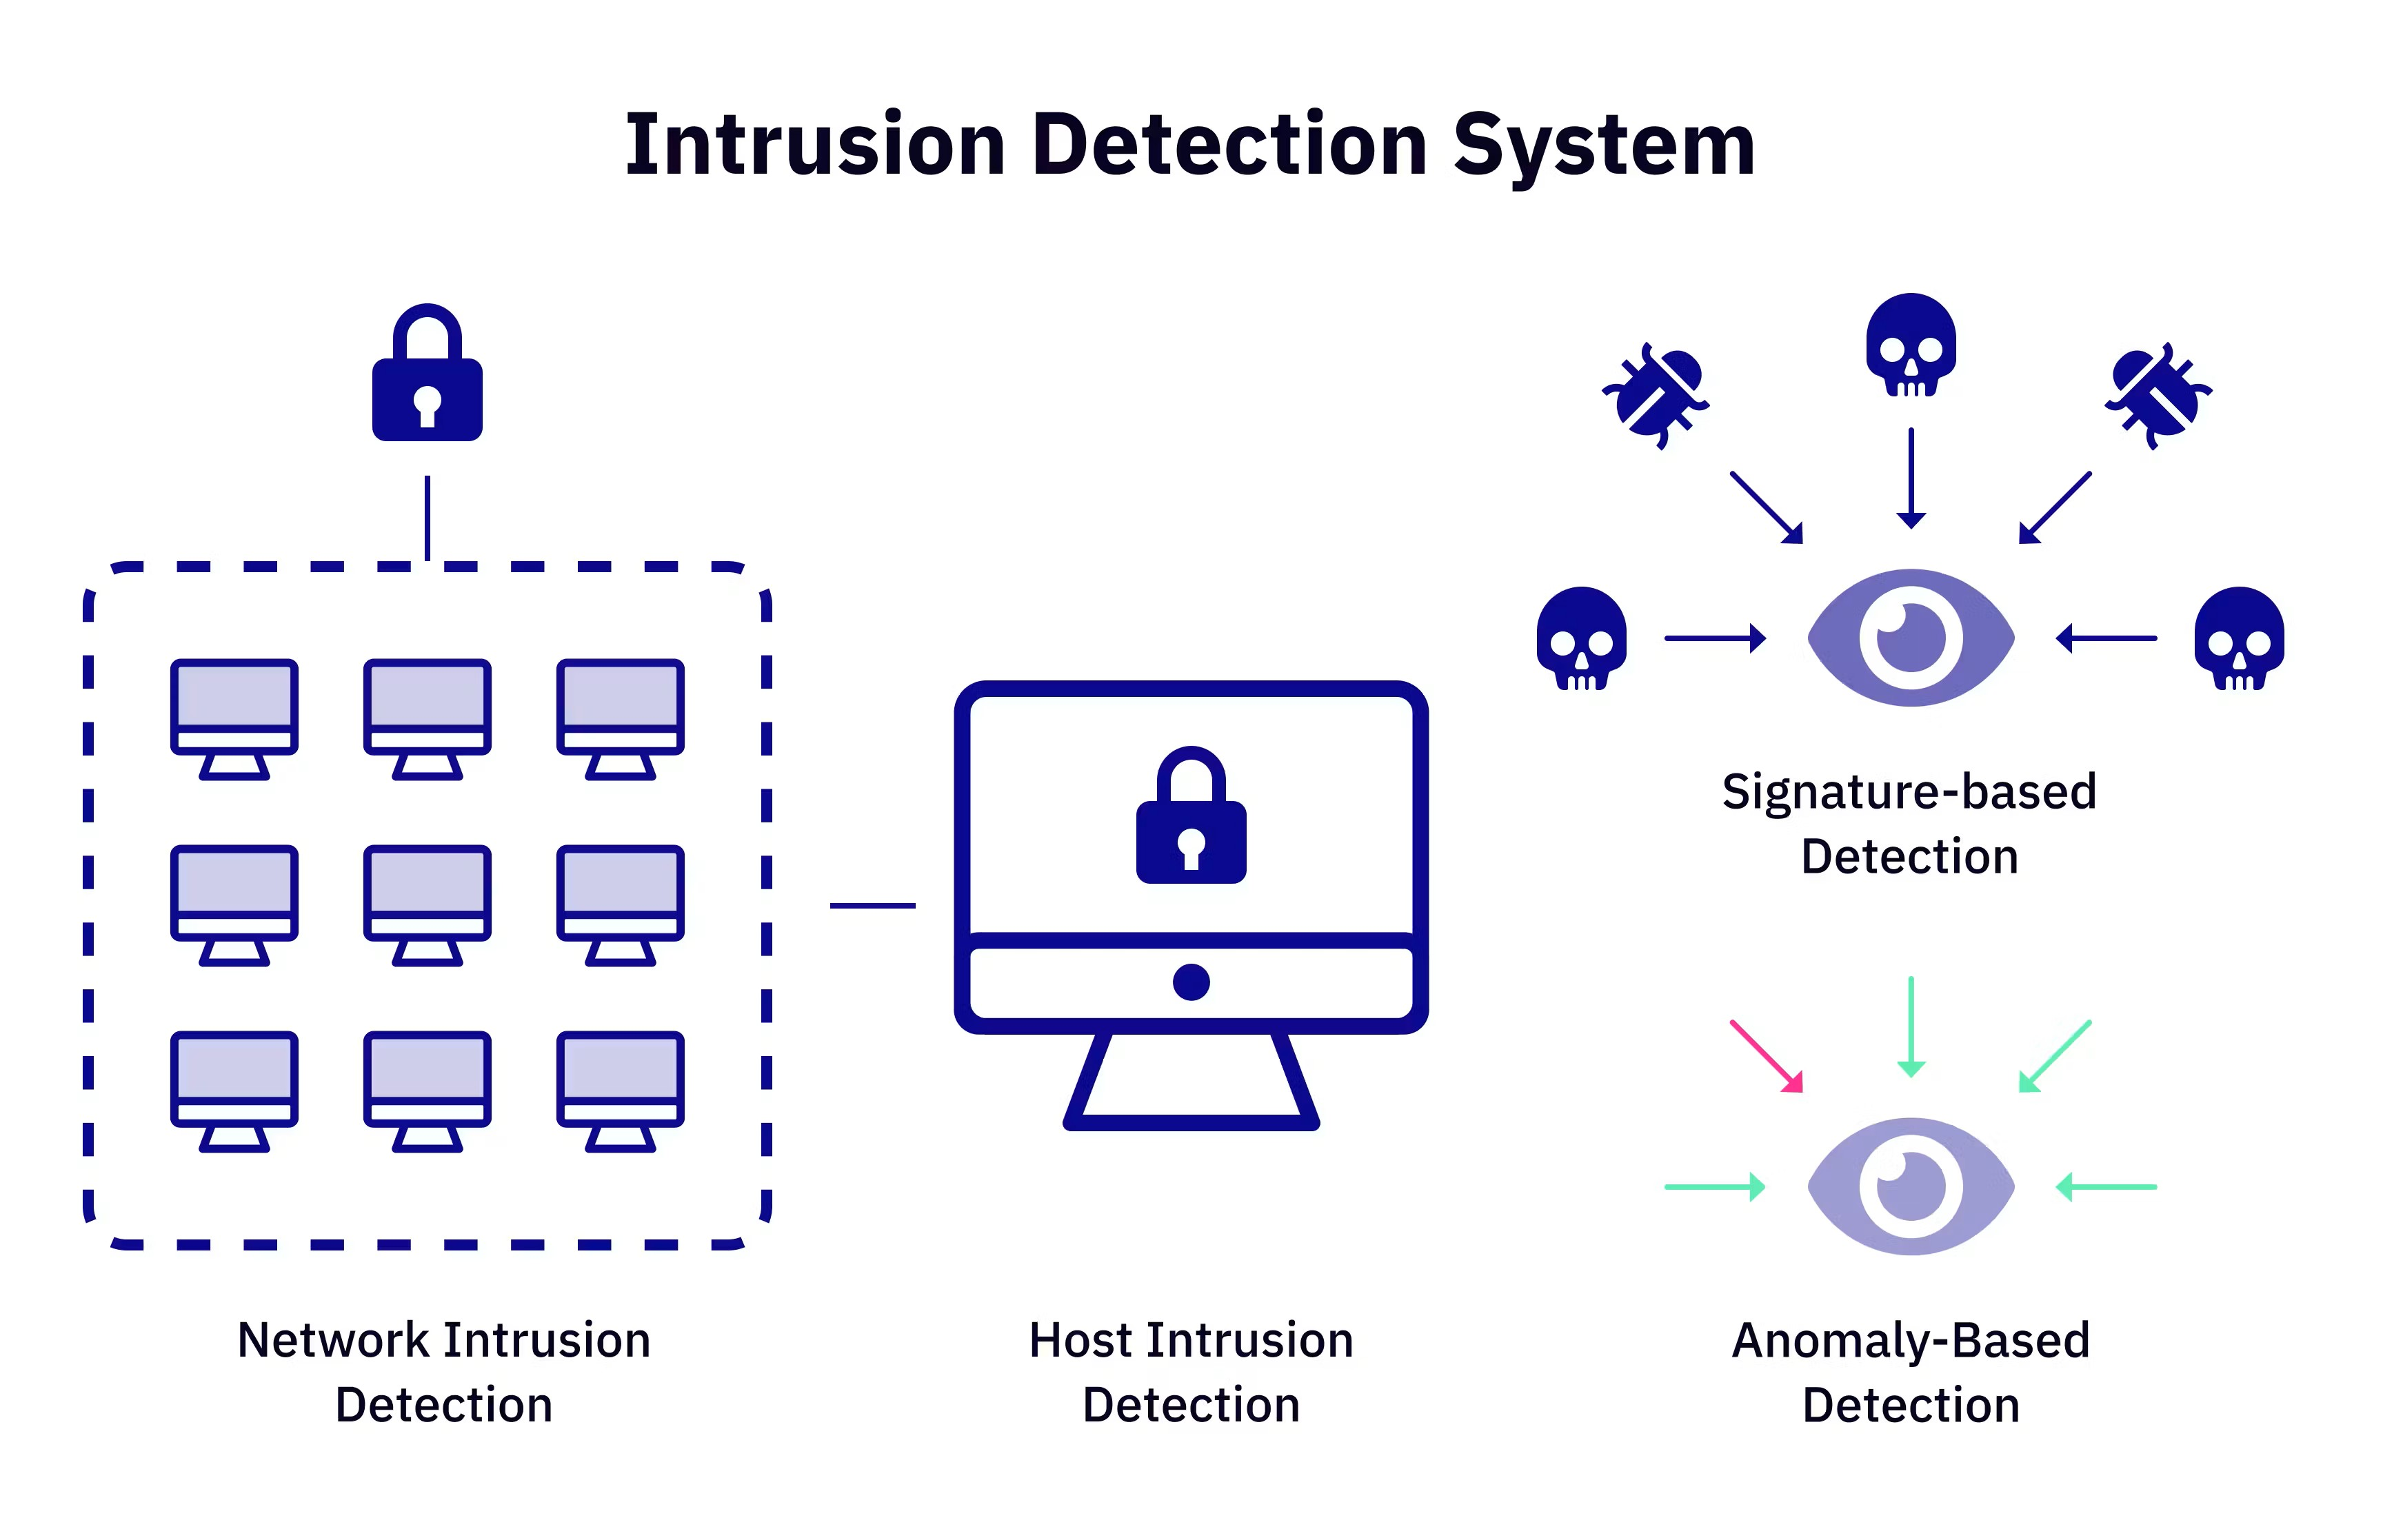 Intrusion Detection System
Network Intrusion
Detection
Host Intrusion
Detection
Signature-based
Detection
Anomaly-Based
Detection